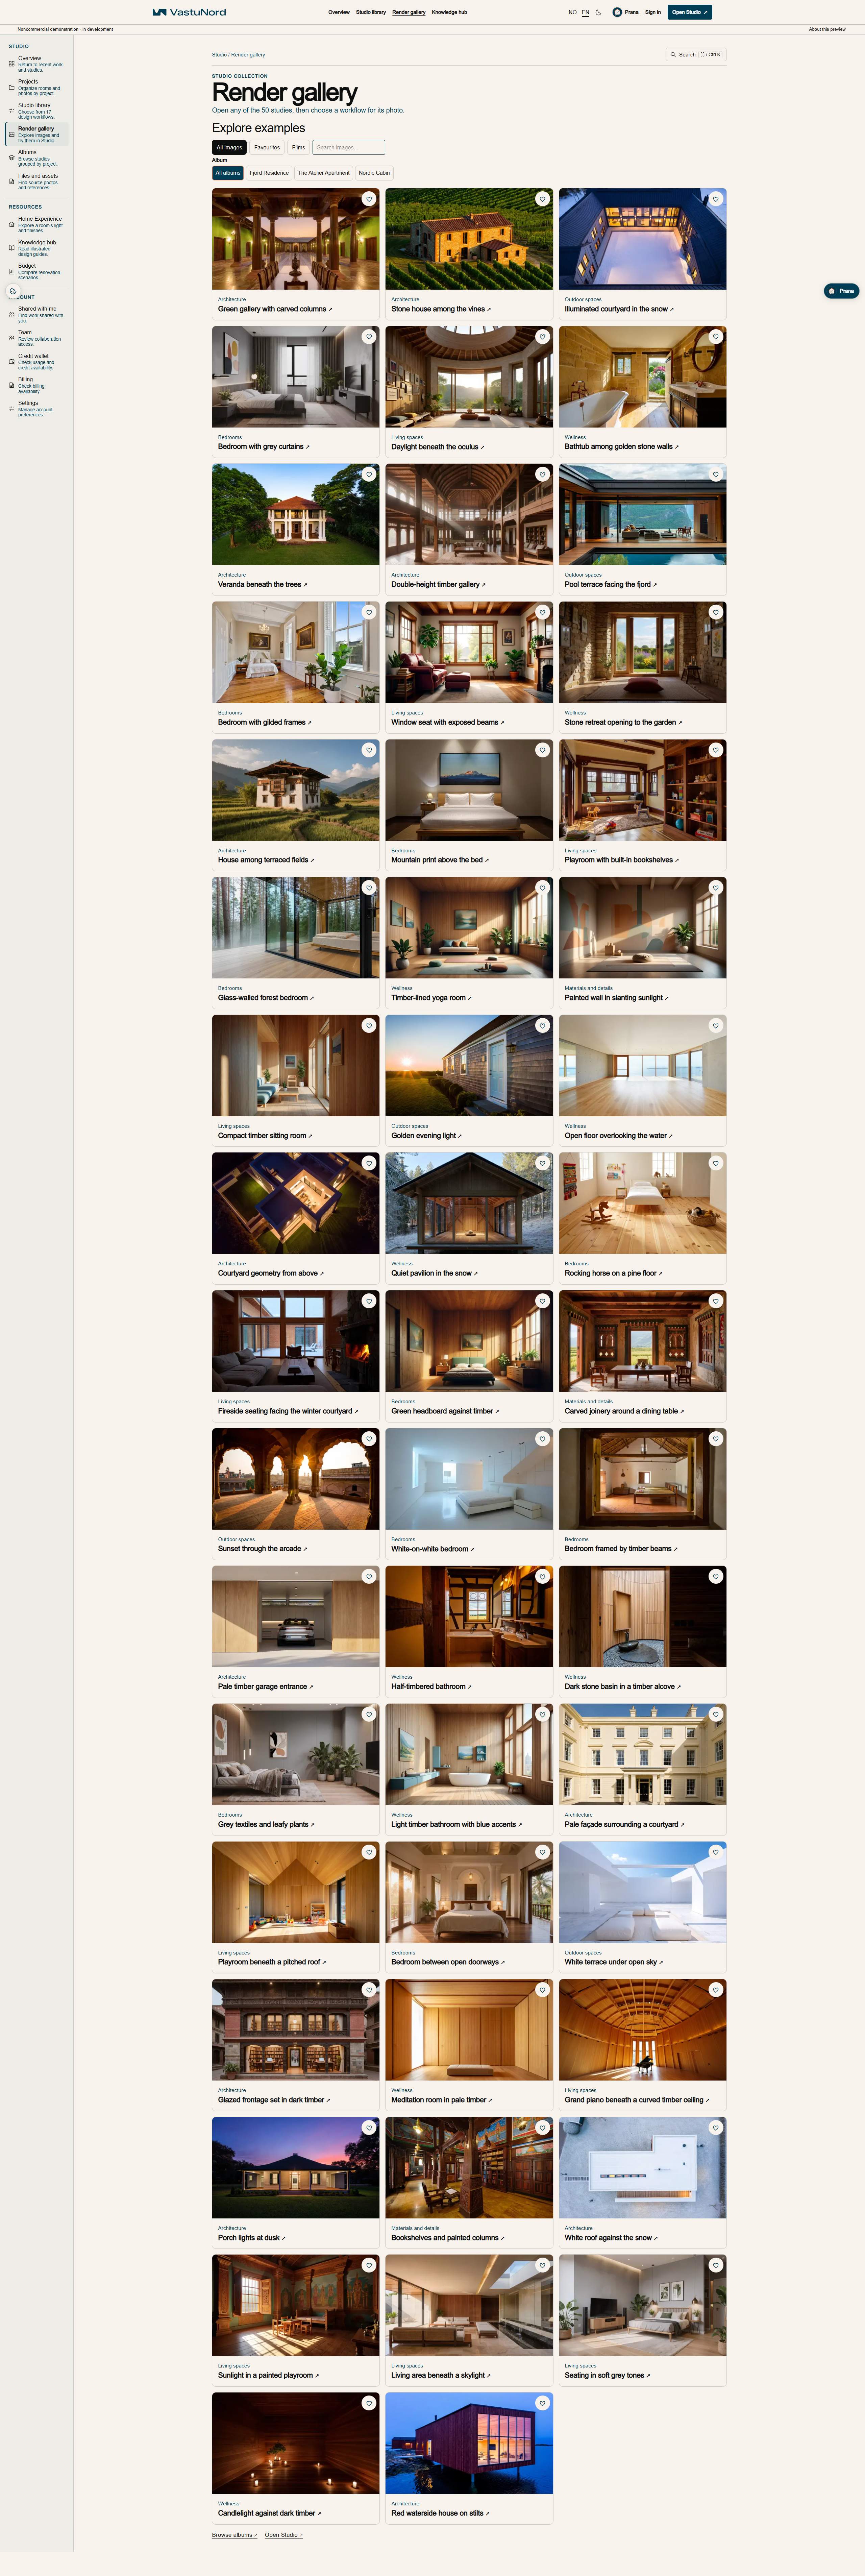 VastuNord
Overview Studio library Render gallery Knowledge hub
NO EN Prana Sign in Open Studio ↗
Noncommercial demonstration · In development
About this preview
STUDIO
Overview
Return to recent work
and studies.
Projects
Organize rooms and
photos by project.
Studio library
Choose from 17
design workflows.
Render gallery
Explore images and
try them in Studio.
Albums
Browse studies
grouped by project.
Files and assets
Find source photos
and references.
RESOURCES
Home Experience
Explore a room's light
and finishes.
Knowledge hub
Read illustrated
design guides.
Budget
Compare renovation
scenarios.
Shared with me
Find work shared with
you.
Team
Review collaboration
access.
Credit wallet
Check usage and
credit availability.
Billing
Check billing
availability.
Settings
Manage account
preferences.
Studio / Render gallery
Search ⌘ / Ctrl K
STUDIO COLLECTION
Render gallery
Open any of the 50 studies, then choose a workflow for its photo.
Explore examples
All images Favourites Films Search images…
Album
All albums Fjord Residence The Atelier Apartment Nordic Cabin
Prana
Architecture
Green gallery with carved columns ↗
Architecture
Stone house among the vines ↗
Outdoor spaces
Illuminated courtyard in the snow ↗
Bedrooms
Bedroom with grey curtains ↗
Living spaces
Daylight beneath the oculus ↗
Wellness
Bathtub among golden stone walls ↗
Architecture
Veranda beneath the trees ↗
Architecture
Double-height timber gallery ↗
Outdoor spaces
Pool terrace facing the fjord ↗
Bedrooms
Bedroom with gilded frames ↗
Living spaces
Window seat with exposed beams ↗
Wellness
Stone retreat opening to the garden ↗
Architecture
House among terraced fields ↗
Bedrooms
Mountain print above the bed ↗
Living spaces
Playroom with built-in bookshelves ↗
Bedrooms
Glass-walled forest bedroom ↗
Wellness
Timber-lined yoga room ↗
Materials and details
Painted wall in slanting sunlight ↗
Living spaces
Compact timber sitting room ↗
Outdoor spaces
Golden evening light ↗
Wellness
Open floor overlooking the water ↗
Architecture
Courtyard geometry from above ↗
Wellness
Quiet pavilion in the snow ↗
Bedrooms
Rocking horse on a pine floor ↗
Living spaces
Fireside seating facing the winter courtyard ↗
Bedrooms
Green headboard against timber ↗
Materials and details
Carved joinery around a dining table ↗
Outdoor spaces
Sunset through the arcade ↗
Bedrooms
White-on-white bedroom ↗
Bedrooms
Bedroom framed by timber beams ↗
Architecture
Pale timber garage entrance ↗
Wellness
Half-timbered bathroom ↗
Wellness
Dark stone basin in a timber alcove ↗
Bedrooms
Grey textiles and leafy plants ↗
Wellness
Light timber bathroom with blue accents ↗
Architecture
Pale façade surrounding a courtyard ↗
Living spaces
Playroom beneath a pitched roof ↗
Bedrooms
Bedroom between open doorways ↗
Outdoor spaces
White terrace under open sky ↗
Architecture
Glazed frontage set in dark timber ↗
Wellness
Meditation room in pale timber ↗
Living spaces
Grand piano beneath a curved timber ceiling ↗
Architecture
Porch lights at dusk ↗
Materials and details
Bookshelves and painted columns ↗
Architecture
White roof against the snow ↗
Living spaces
Sunlight in a painted playroom ↗
Living spaces
Living area beneath a skylight ↗
Living spaces
Seating in soft grey tones ↗
Wellness
Candlelight against dark timber ↗
Architecture
Red waterside house on stilts ↗
Browse albums ↗ Open Studio ↗